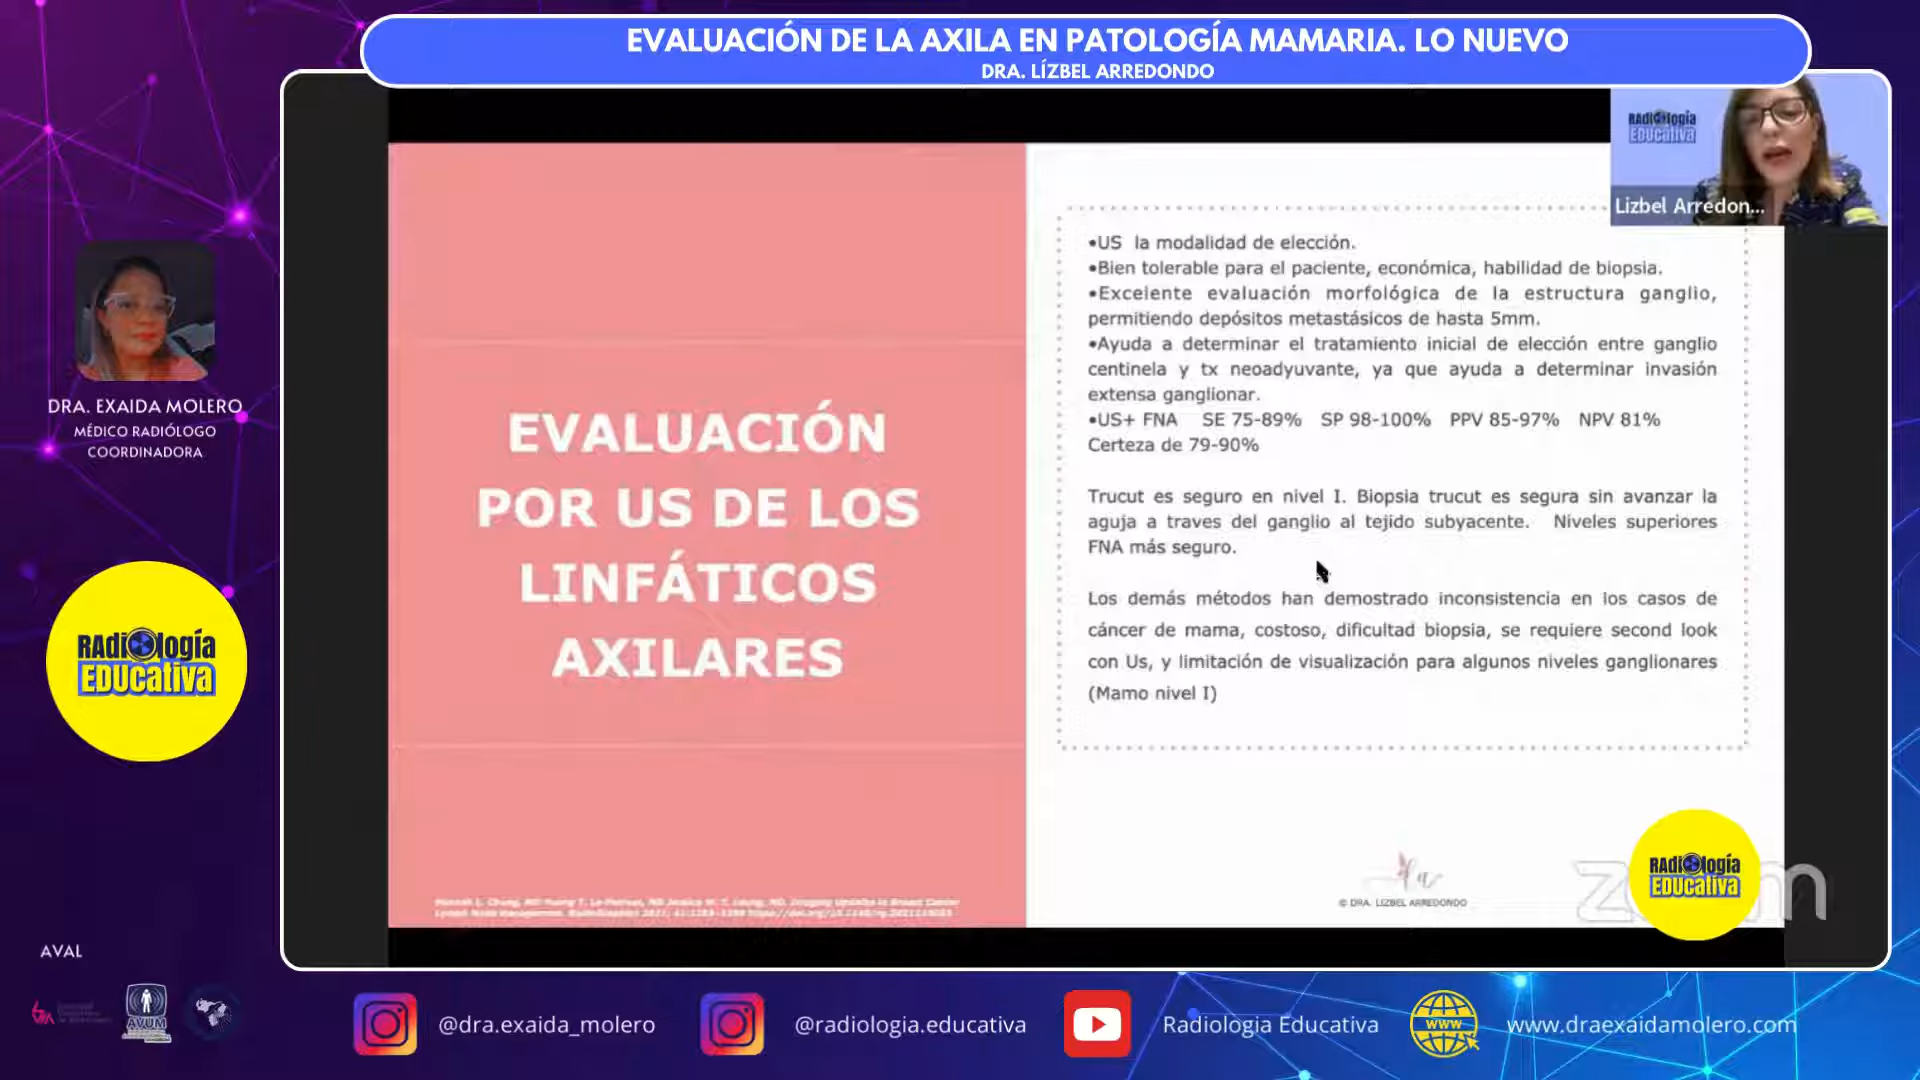 EVALUACIÓN DE LA AXILA EN PATOLOGÍA MAMARIA. LO NUEVO
DRA. LÍZBEL ARREDONDO
RAdiología
EDUcativa
Lizbel Arredon...
DRA. EXAIDA MOLERO
MÉDICO RADIÓLOGO
COORDINADORA
RAdiología
EDUcativa
EVALUACIÓN
POR US DE LOS
LINFÁTICOS
AXILARES
•US la modalidad de elección.
•Bien tolerable para el paciente, económica, habilidad de biopsia.
•Excelente evaluación morfológica de la estructura ganglio,
permitiendo depósitos metastásicos de hasta 5mm.
•Ayuda a determinar el tratamiento inicial de elección entre ganglio
centinela y tx neoadyuvante, ya que ayuda a determinar invasión
extensa ganglionar.
•US+ FNA SE 75-89% SP 98-100% PPV 85-97% NPV 81%
Certeza de 79-90%
Trucut es seguro en nivel I. Biopsia trucut es segura sin avanzar la
aguja a traves del ganglio al tejido subyacente. Niveles superiores
FNA más seguro.
Los demás métodos han demostrado inconsistencia en los casos de
cáncer de mama, costoso, dificultad biopsia, se requiere second look
con Us, y limitación de visualización para algunos niveles ganglionares
(Mamo nivel I)
© DRA. LIZBEL ARREDONDO
RAdiología
EDUcativa
AVAL
AVUM
@dra.exaida_molero
@radiologia.educativa
Radiologia Educativa
WWW
www.draexaidamolero.com